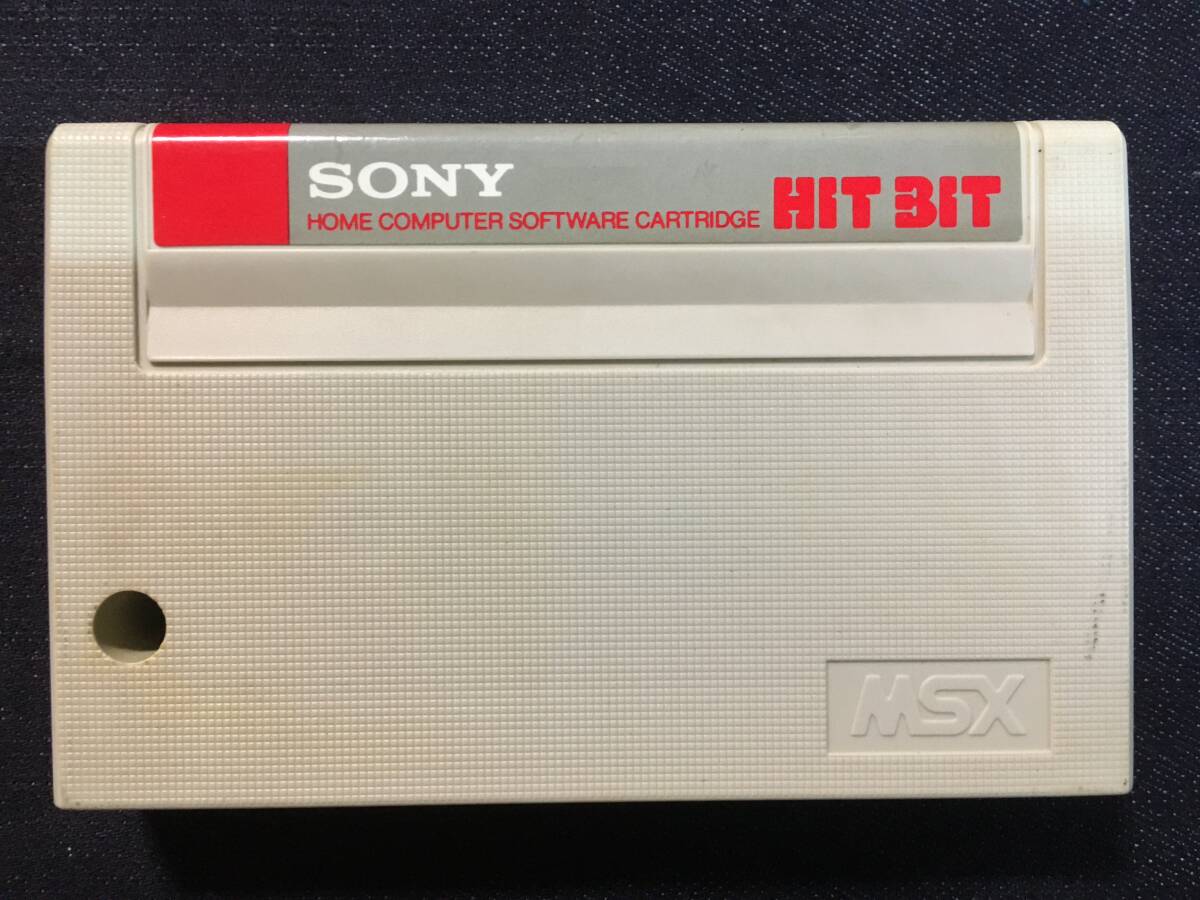 SONY
HOME COMPUTER SOFTWARE CARTRIDGE HIT BIT
MSX